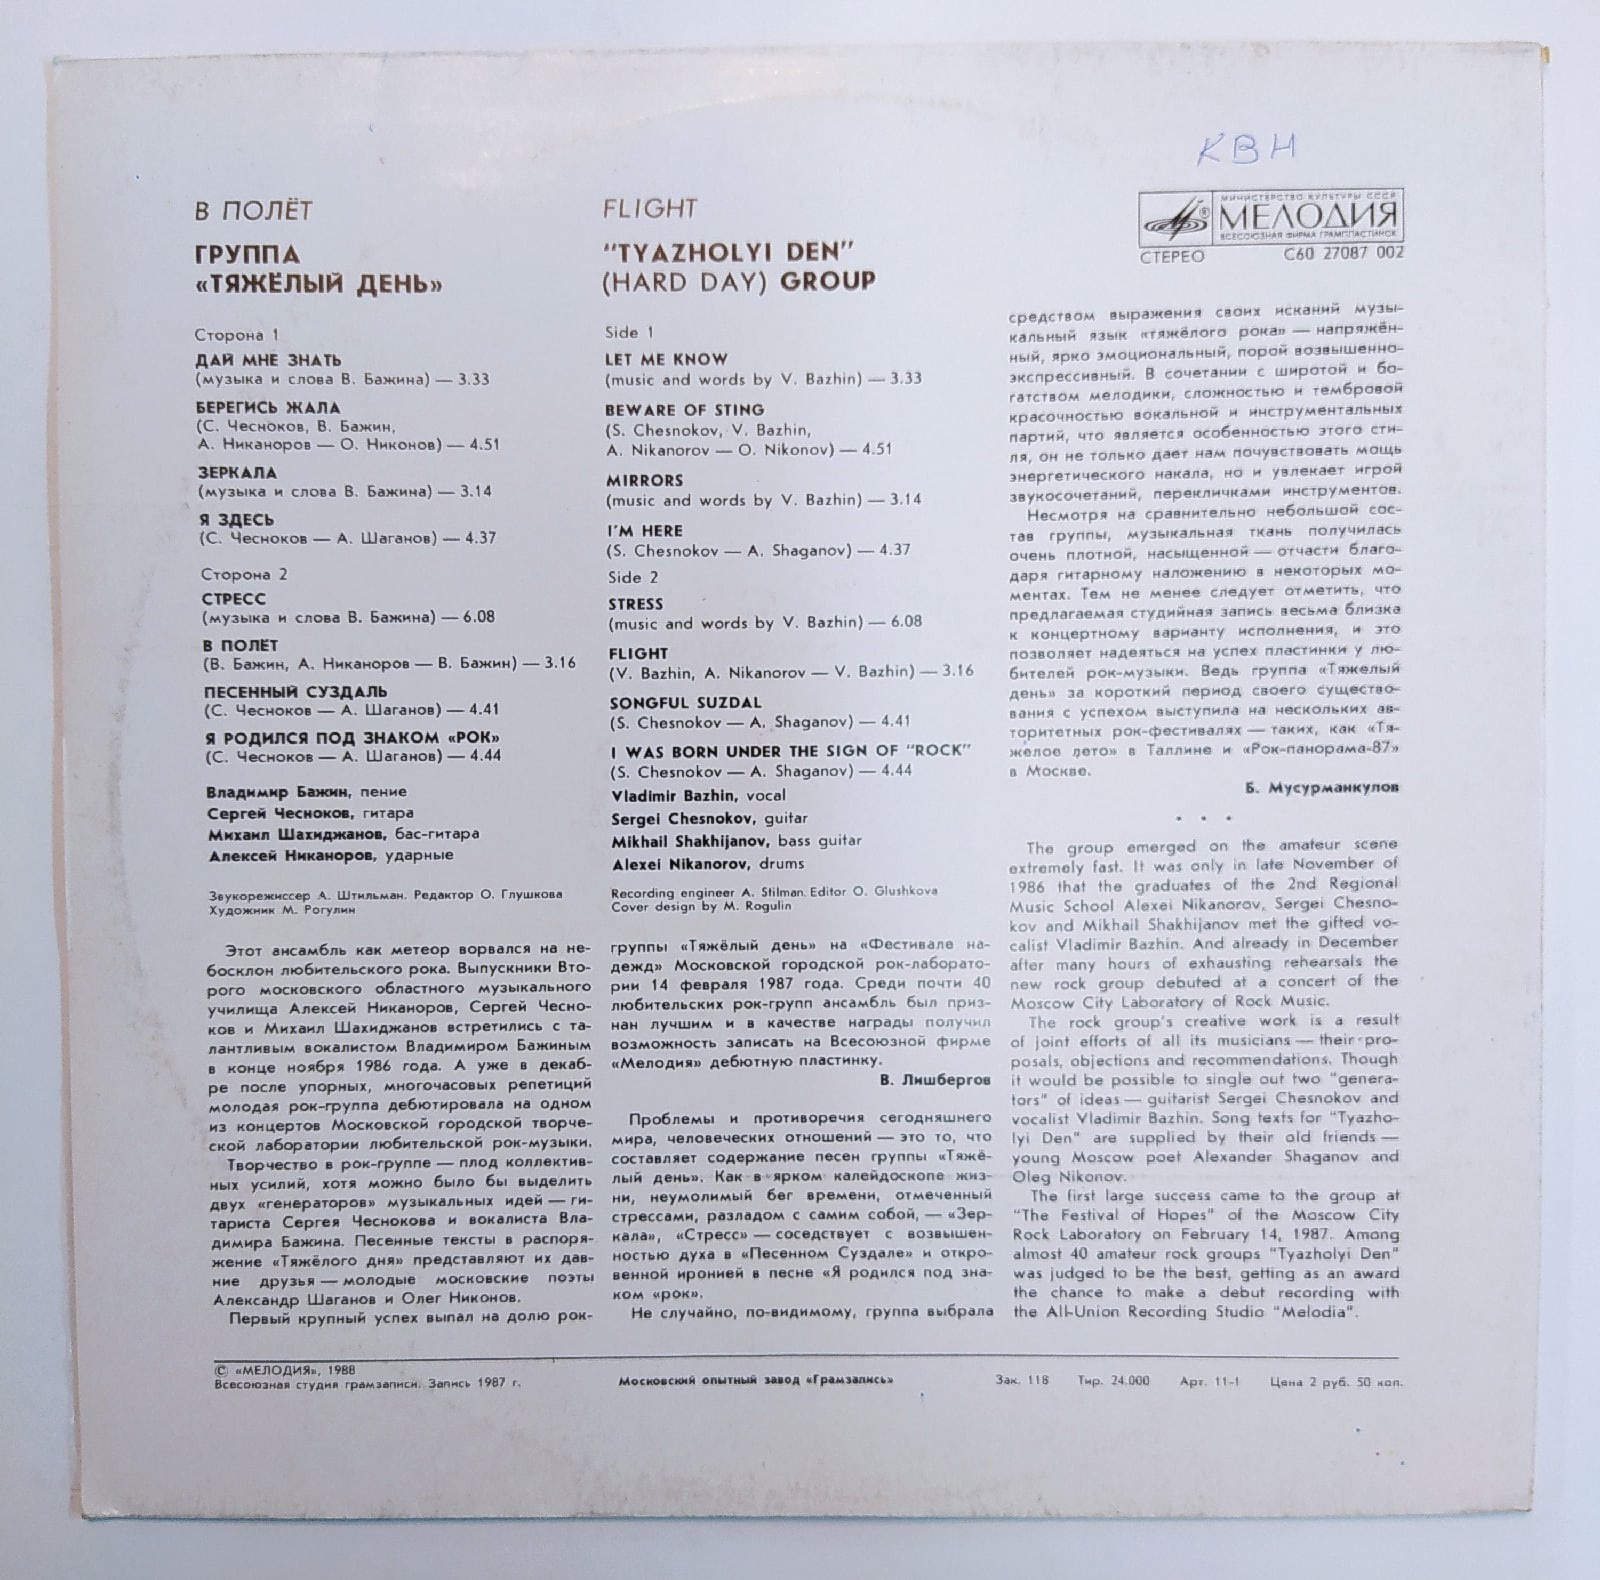 КВН
В ПОЛЁТ
ГРУППА
«ТЯЖЁЛЫЙ ДЕНЬ»
Сторона 1
ДАЙ МНЕ ЗНАТЬ
(музыка и слова В. Бажина) — 3.33
БЕРЕГИСЬ ЖАЛА
(С. Чесноков, В. Бажин,
А. Никаноров — О. Никонов) — 4.51
ЗЕРКАЛА
(музыка и слова В. Бажина) — 3.14
Я ЗДЕСЬ
(С. Чесноков — А. Шаганов) — 4.37
Сторона 2
СТРЕСС
(музыка и слова В. Бажина) — 6.08
В ПОЛЁТ
(В. Бажин, А. Никаноров — В. Бажин) — 3.16
ПЕСЕННЫЙ СУЗДАЛЬ
(С. Чесноков — А. Шаганов) — 4.41
Я РОДИЛСЯ ПОД ЗНАКОМ «РОК»
(С. Чесноков — А. Шаганов) — 4.44
Владимир Бажин, пение
Сергей Чесноков, гитара
Михаил Шахиджанов, бас-гитара
Алексей Никаноров, ударные
Звукорежиссер А. Штильман. Редактор О. Глушкова
Художник М. Рогулин
FLIGHT
“TYAZHOLYI DEN”
(HARD DAY) GROUP
Side 1
LET ME KNOW
(music and words by V. Bazhin) — 3.33
BEWARE OF STING
(S. Chesnokov, V. Bazhin,
A. Nikanorov — O. Nikonov) — 4.51
MIRRORS
(music and words by V. Bazhin) — 3.14
I'M HERE
(S. Chesnokov — A. Shaganov) — 4.37
Side 2
STRESS
(music and words by V. Bazhin) — 6.08
FLIGHT
(V. Bazhin, A. Nikanorov — V. Bazhin) — 3.16
SONGFUL SUZDAL
(S. Chesnokov — A. Shaganov) — 4.41
I WAS BORN UNDER THE SIGN OF “ROCK”
(S. Chesnokov — A. Shaganov) — 4.44
Vladimir Bazhin, vocal
Sergei Chesnokov, guitar
Mikhail Shakhijanov, bass guitar
Alexei Nikanorov, drums
Recording engineer A. Stilman. Editor O. Glushkova
Cover design by M. Rogulin
МИНИСТЕРСТВО КУЛЬТУРЫ СССР
МЕЛОДИЯ
ВСЕСОЮЗНАЯ ФИРМА ГРАМПЛАСТИНОК
СТЕРЕО С60 27087 002
Этот ансамбль как метеор ворвался на не-
босклон любительского рока. Выпускники Вто-
рого московского областного музыкального
училища Алексей Никаноров, Сергей Чесно-
ков и Михаил Шахиджанов встретились с та-
лантливым вокалистом Владимиром Бажиным
в конце ноября 1986 года. А уже в декаб-
ре после упорных, многочасовых репетиций
молодая рок-группа дебютировала на одном
из концертов Московской городской творче-
ской лаборатории любительской рок-музыки.
Творчество в рок-группе — плод коллектив-
ных усилий, хотя можно было бы выделить
двух «генераторов» музыкальных идей — ги-
тариста Сергея Чеснокова и вокалиста Вла-
димира Бажина. Песенные тексты в распоря-
жение «Тяжёлого дня» представляют их дав-
ние друзья — молодые московские поэты
Александр Шаганов и Олег Никонов.
Первый крупный успех выпал на долю рок-
группы «Тяжёлый день» на «Фестивале на-
дежд» Московской городской рок-лаборато-
рии 14 февраля 1987 года. Среди почти 40
любительских рок-групп ансамбль был приз-
нан лучшим и в качестве награды получил
возможность записать на Всесоюзной фирме
«Мелодия» дебютную пластинку.
В. Лишбергов
Проблемы и противоречия сегодняшнего
мира, человеческих отношений — это то, что
составляет содержание песен группы «Тяжё-
лый день». Как в ярком калейдоскопе жиз-
ни, неумолимый бег времени, отмеченный
стрессами, разладом с самим собой, — «Зер-
кала», «Стресс» — соседствует с возвышен-
ностью духа в «Песенном Суздале» и откро-
венной иронией в песне «Я родился под зна-
ком «рок».
Не случайно, по-видимому, группа выбрала
средством выражения своих исканий музы-
кальный язык «тяжёлого рока» — напряжён-
ный, ярко эмоциональный, порой возвышенно-
экспрессивный. В сочетании с широтой и бо-
гатством мелодики, сложностью и тембровой
красочностью вокальной и инструментальных
партий, что является особенностью этого сти-
ля, он не только дает нам почувствовать мощь
энергетического накала, но и увлекает игрой
звукосочетаний, перекличками инструментов.
Несмотря на сравнительно небольшой сос-
тав группы, музыкальная ткань получилась
очень плотной, насыщенной — отчасти благо-
даря гитарному наложению в некоторых мо-
ментах. Тем не менее следует отметить, что
предлагаемая студийная запись весьма близка
к концертному варианту исполнения, и это
позволяет надеяться на успех пластинки у лю-
бителей рок-музыки. Ведь группа «Тяжелый
день» за короткий период своего существо-
вания с успехом выступила на нескольких ав-
торитетных рок-фестивалях — таких, как «Тя-
жёлое лето» в Таллине и «Рок-панорама-87»
в Москве.
Б. Мусурманкулов
* * *
The group emerged on the amateur scene
extremely fast. It was only in late November of
1986 that the graduates of the 2nd Regional
Music School Alexei Nikanorov, Sergei Chesno-
kov and Mikhail Shakhijanov met the gifted vo-
calist Vladimir Bazhin. And already in December
after many hours of exhausting rehearsals the
new rock group debuted at a concert of the
Moscow City Laboratory of Rock Music.
The rock group's creative work is a result
of joint efforts of all its musicians — their pro-
posals, objections and recommendations. Though
it would be possible to single out two “genera-
tors” of ideas — guitarist Sergei Chesnokov and
vocalist Vladimir Bazhin. Song texts for “Tyazho-
lyi Den” are supplied by their old friends —
young Moscow poet Alexander Shaganov and
Oleg Nikonov.
The first large success came to the group at
“The Festival of Hopes” of the Moscow City
Rock Laboratory on February 14, 1987. Among
almost 40 amateur rock groups “Tyazholyi Den”
was judged to be the best, getting as an award
the chance to make a debut recording with
the All-Union Recording Studio “Melodia”.
© «МЕЛОДИЯ», 1988
Всесоюзная студия грамзаписи. Запись 1987 г.
Московский опытный завод «Грамзапись»
Зак. 118 Тир. 24.000 Арт. 11-1 Цена 2 руб. 50 коп.